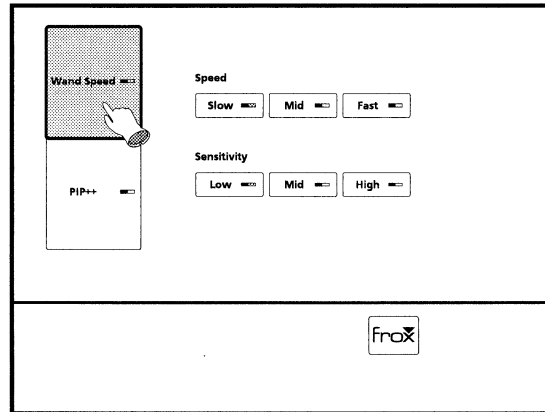 Wand Speed
PIP++
Speed
Slow Mid Fast
Sensitivity
Low Mid High
frox